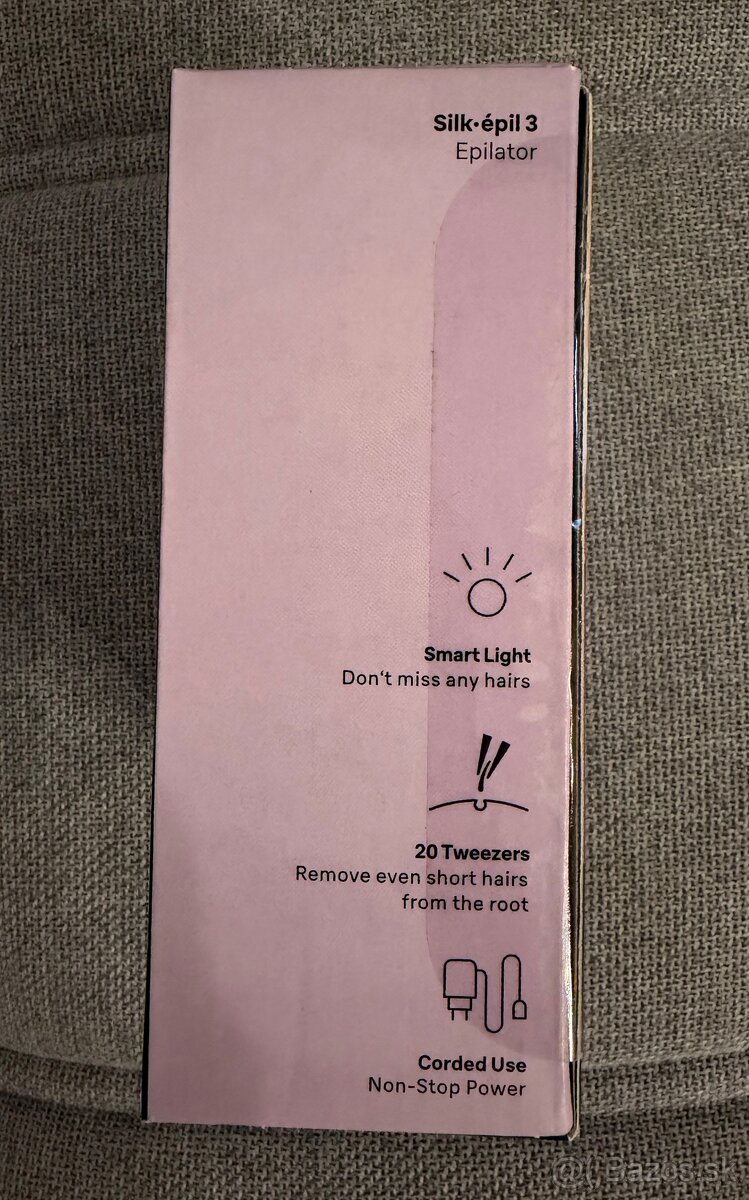 Silk·épil 3
Epilator
Smart Light
Don‘t miss any hairs
20 Tweezers
Remove even short hairs
from the root
Corded Use
Non-Stop Power
Bazos.sk